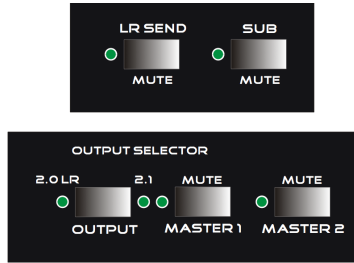 LR SEND SUB
MUTE MUTE
OUTPUT SELECTOR
2.0 LR 2.1 MUTE MUTE
OUTPUT MASTER 1 MASTER 2